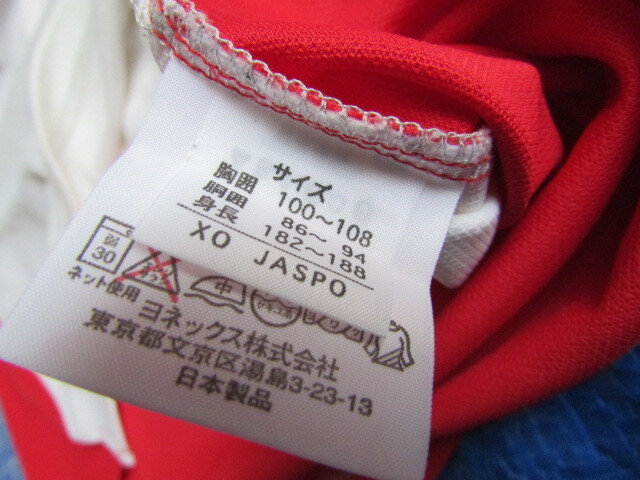 サイズ
胸囲 100～108
胴囲 86～ 94
身長 182～188
XO JASPO
30
中
ネット使用
ヨネックス株式会社
東京都文京区湯島3-23-13
日本製品